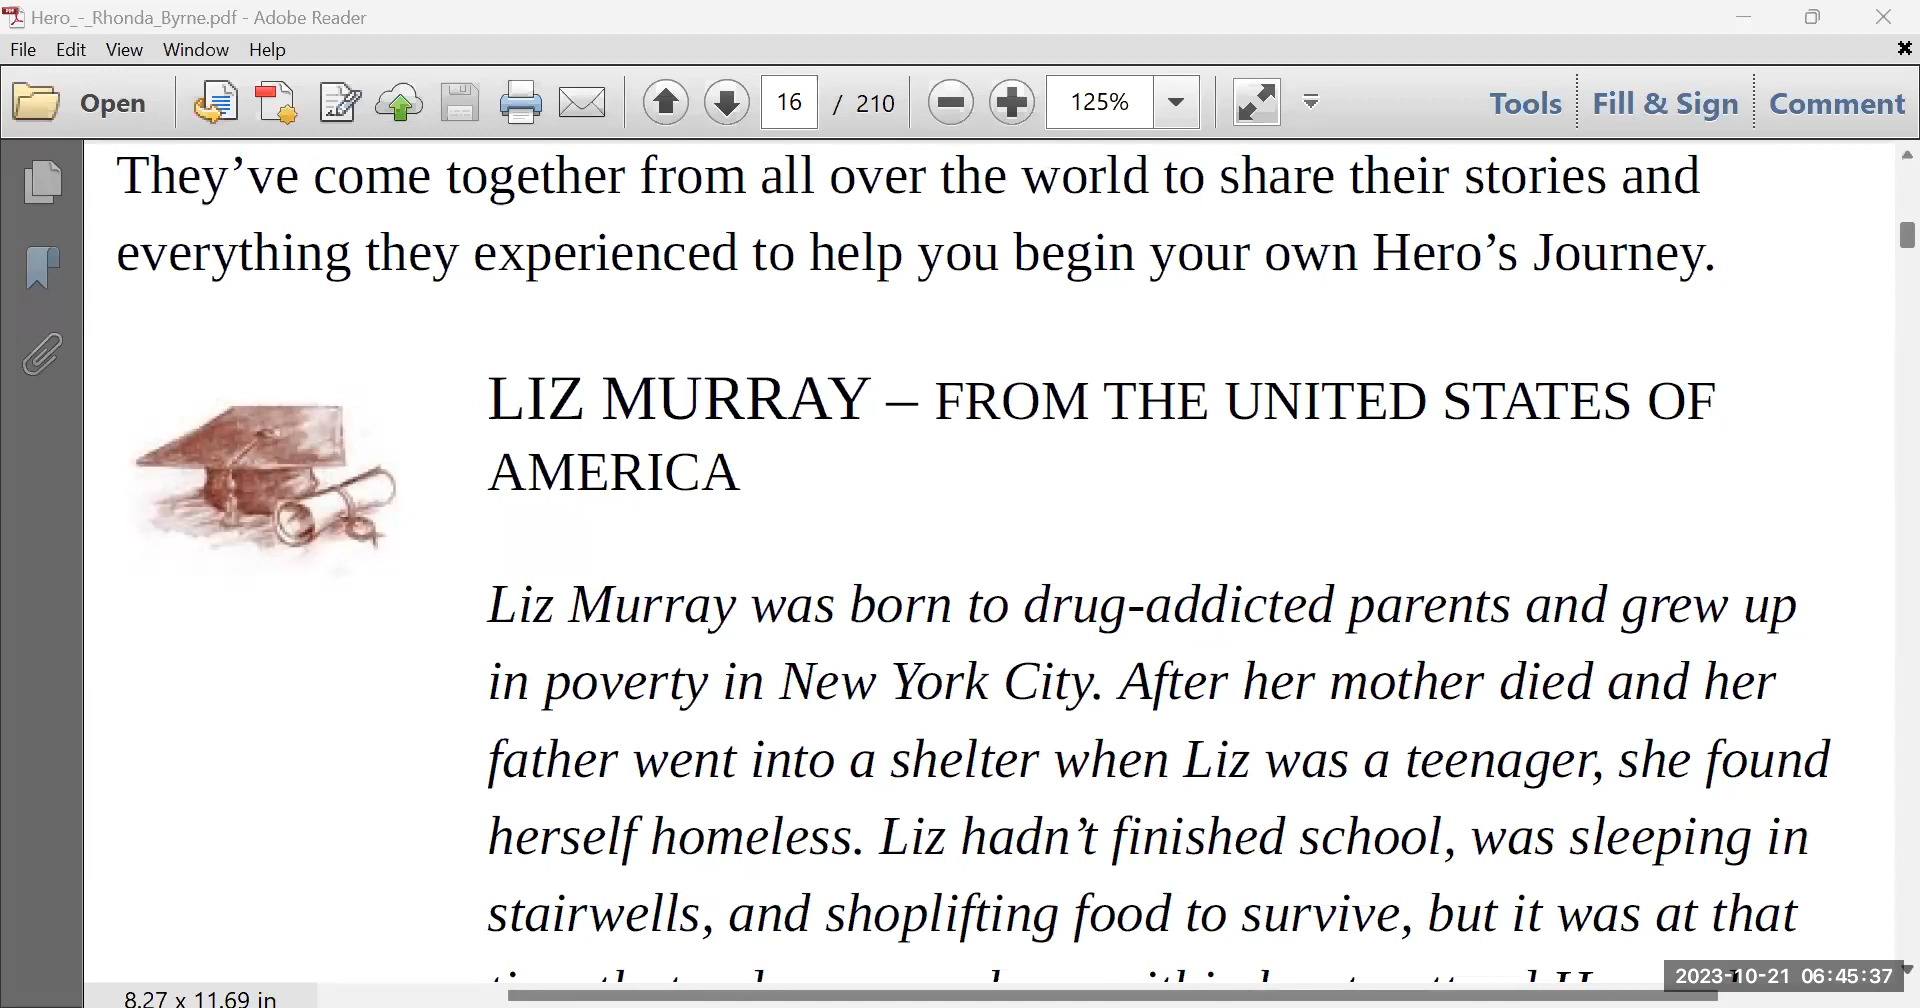 Hero_-_Rhonda_Byrne.pdf - Adobe Reader
File Edit View Window Help
Open 16 / 210 125% Tools Fill & Sign Comment
They’ve come together from all over the world to share their stories and
everything they experienced to help you begin your own Hero’s Journey.
LIZ MURRAY – FROM THE UNITED STATES OF
AMERICA
Liz Murray was born to drug-addicted parents and grew up
in poverty in New York City. After her mother died and her
father went into a shelter when Liz was a teenager, she found
herself homeless. Liz hadn’t finished school, was sleeping in
stairwells, and shoplifting food to survive, but it was at that
2023-10-21 06:45:37
8.27 x 11.69 in